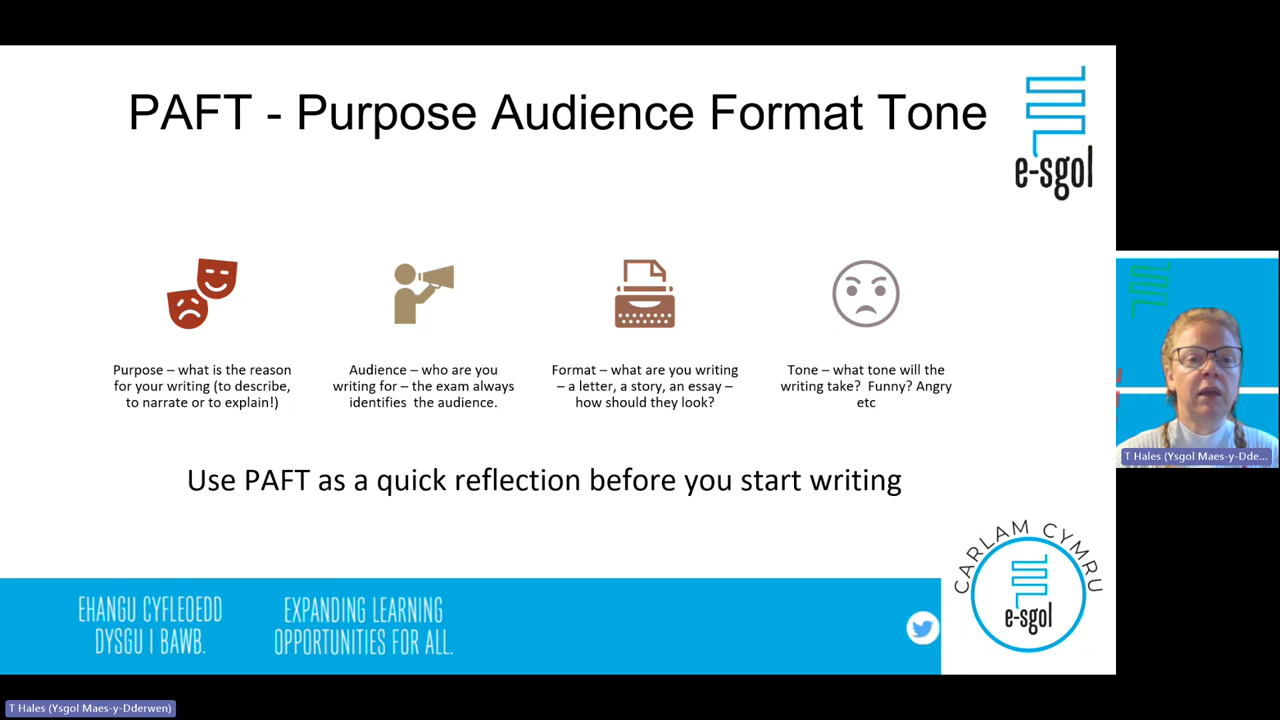 PAFT - Purpose Audience Format Tone
e-sgol
Purpose – what is the reason
for your writing (to describe,
to narrate or to explain!)
Audience – who are you
writing for – the exam always
identifies  the audience.
Format – what are you writing
– a letter, a story, an essay –
how should they look?
Tone – what tone will the
writing take?  Funny? Angry
etc
Use PAFT as a quick reflection before you start writing
T Hales (Ysgol Maes-y-Dde...
EHANGU CYFLEOEDD
DYSGU I BAWB.
EXPANDING LEARNING
OPPORTUNITIES FOR ALL.
CARLAM CYMRU
e-sgol
T Hales (Ysgol Maes-y-Dderwen)